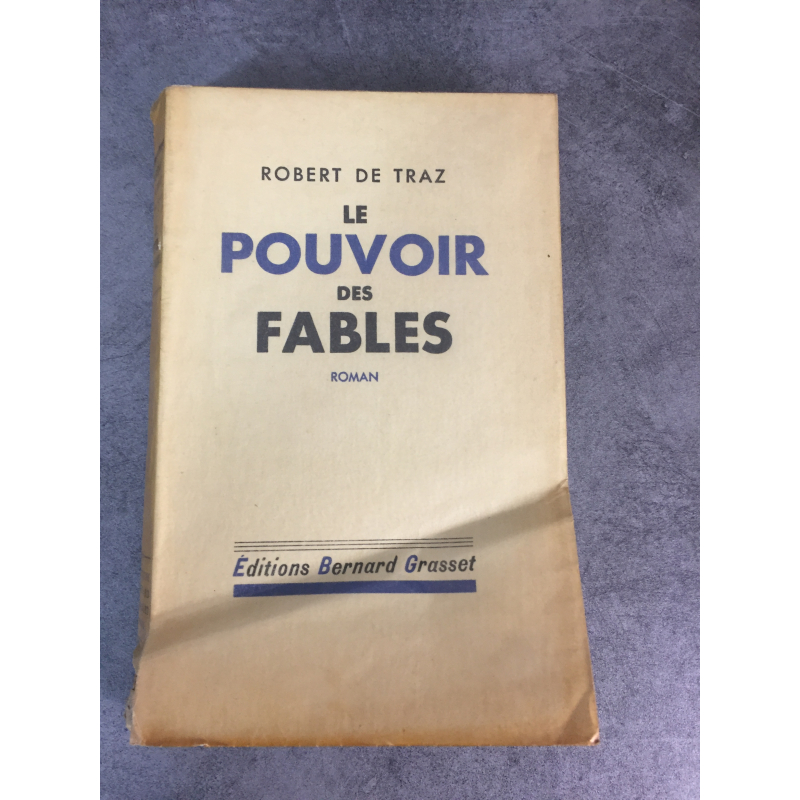 ROBERT DE TRAZ
LE
POUVOIR
DES
FABLES
ROMAN
Éditions Bernard Grasset